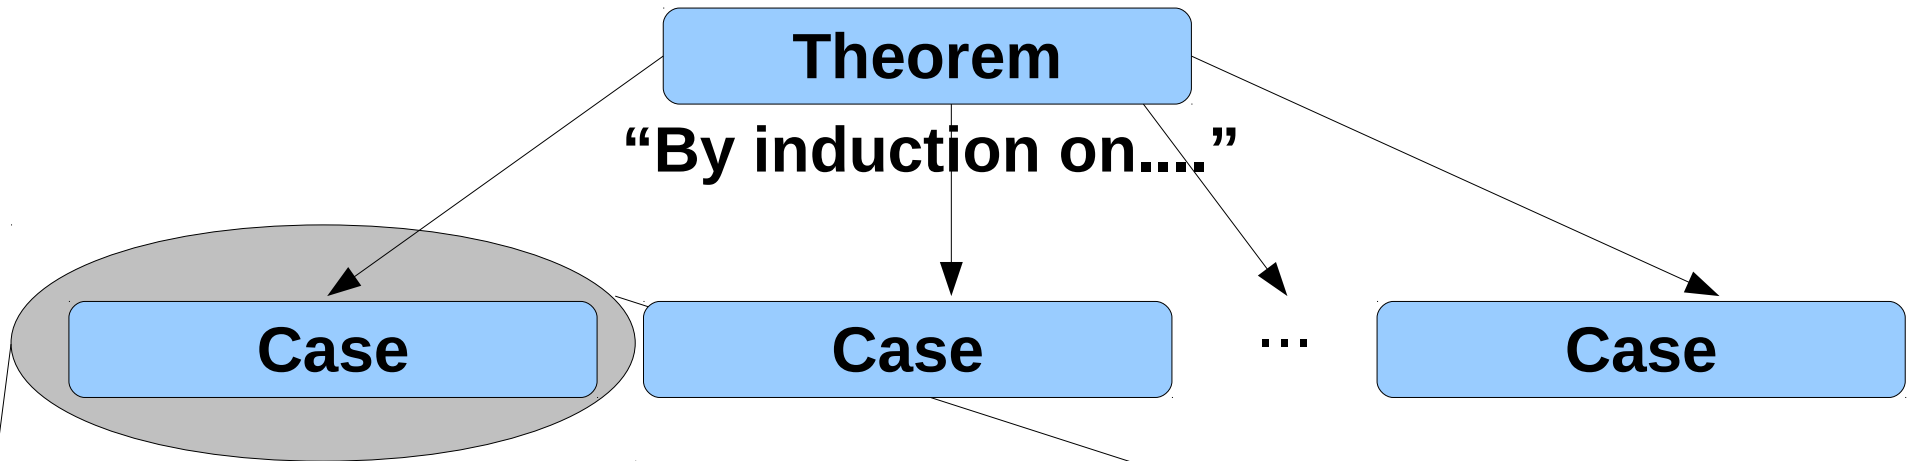 Theorem
“By induction on....”
Case
Case
...
Case